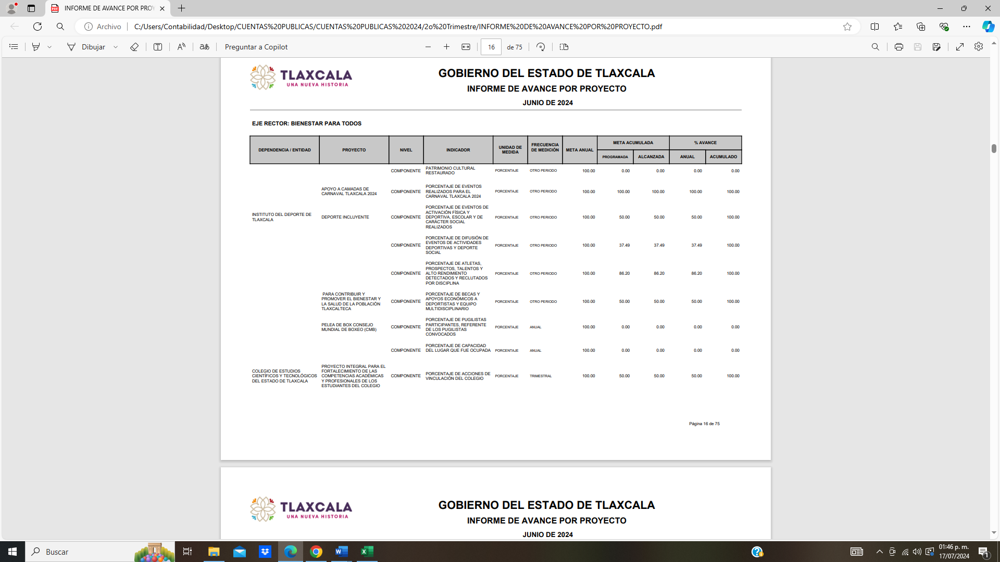 INFORME DE AVANCE POR PROY
Archivo
C:/Users/Contabilidad/Desktop/CUENTAS%20PUBLICAS/CUENTAS%20PUBLICAS%202024/2o%20Trimestre/INFORME%20DE%20AVANCE%20POR%20PROYECTO.pdf
Dibujar
Preguntar a Copilot
16
de 75
TLAXCALA
UNA NUEVA HISTORIA
GOBIERNO DEL ESTADO DE TLAXCALA
INFORME DE AVANCE POR PROYECTO
JUNIO DE 2024
EJE RECTOR: BIENESTAR PARA TODOS
DEPENDENCIA / ENTIDAD
PROYECTO
NIVEL
INDICADOR
UNIDAD DE
MEDIDA
FRECUENCIA
DE MEDICIÓN
META ANUAL
META ACUMULADA
PROGRAMADA
ALCANZADA
% AVANCE
ANUAL
ACUMULADO
COMPONENTE
PATRIMONIO CULTURAL
RESTAURADO
PORCENTAJE
OTRO PERIODO
100.00
0.00
0.00
0.00
0.00
APOYO A CAMADAS DE
CARNAVAL TLAXCALA 2024
COMPONENTE
PORCENTAJE DE EVENTOS
REALIZADOS PARA EL
CARNAVAL TLAXCALA 2024
PORCENTAJE
OTRO PERIODO
100.00
100.00
100.00
100.00
100.00
INSTITUTO DEL DEPORTE DE
TLAXCALA
DEPORTE INCLUYENTE
COMPONENTE
PORCENTAJE DE EVENTOS DE
ACTIVACIÓN FÍSICA Y
DEPORTIVA, ESCOLAR Y DE
CARÁCTER SOCIAL
REALIZADOS
PORCENTAJE
OTRO PERIODO
100.00
50.00
50.00
50.00
100.00
COMPONENTE
PORCENTAJE DE DIFUSIÓN DE
EVENTOS DE ACTIVIDADES
DEPORTIVAS Y DEPORTE
SOCIAL
PORCENTAJE
OTRO PERIODO
100.00
37.49
37.49
37.49
100.00
COMPONENTE
PORCENTAJE DE ATLETAS,
PROSPECTOS, TALENTOS Y
ALTO RENDIMIENTO
DETECTADOS Y RECLUTADOS
POR DISCIPLINA
PORCENTAJE
OTRO PERIODO
100.00
86.20
86.20
86.20
100.00
PARA CONTRIBUIR Y
PROMOVER EL BIENESTAR Y
LA SALUD DE LA POBLACIÓN
TLAXCALTECA
COMPONENTE
PORCENTAJE DE BECAS Y
APOYOS ECONÓMICOS A
DEPORTISTAS Y EQUIPO
MULTIDISCIPLINARIO
PORCENTAJE
OTRO PERIODO
100.00
50.00
50.00
50.00
100.00
PELEA DE BOX CONSEJO
MUNDIAL DE BOXEO (CMB)
COMPONENTE
PORCENTAJE DE PUGILISTAS
PARTICIPANTES, REFERENTE
DE LOS PUGILISTAS
CONVOCADOS
PORCENTAJE
ANUAL
100.00
0.00
0.00
0.00
0.00
COMPONENTE
PORCENTAJE DE CAPACIDAD
DEL LUGAR QUE FUE OCUPADA
PORCENTAJE
ANUAL
100.00
0.00
0.00
0.00
0.00
COLEGIO DE ESTUDIOS
CIENTÍFICOS Y TECNOLÓGICOS
DEL ESTADO DE TLAXCALA
PROYECTO INTEGRAL PARA EL
FORTALECIMIENTO DE LAS
COMPETENCIAS ACADÉMICAS
Y PROFESIONALES DE LOS
ESTUDIANTES DEL COLEGIO
COMPONENTE
PORCENTAJE DE ACCIONES DE
VINCULACIÓN DEL COLEGIO
PORCENTAJE
TRIMESTRAL
100.00
50.00
50.00
50.00
100.00
Página 16 de 75
TLAXCALA
UNA NUEVA HISTORIA
GOBIERNO DEL ESTADO DE TLAXCALA
INFORME DE AVANCE POR PROYECTO
JUNIO DE 2024
Buscar
01:46 p. m.
17/07/2024
1